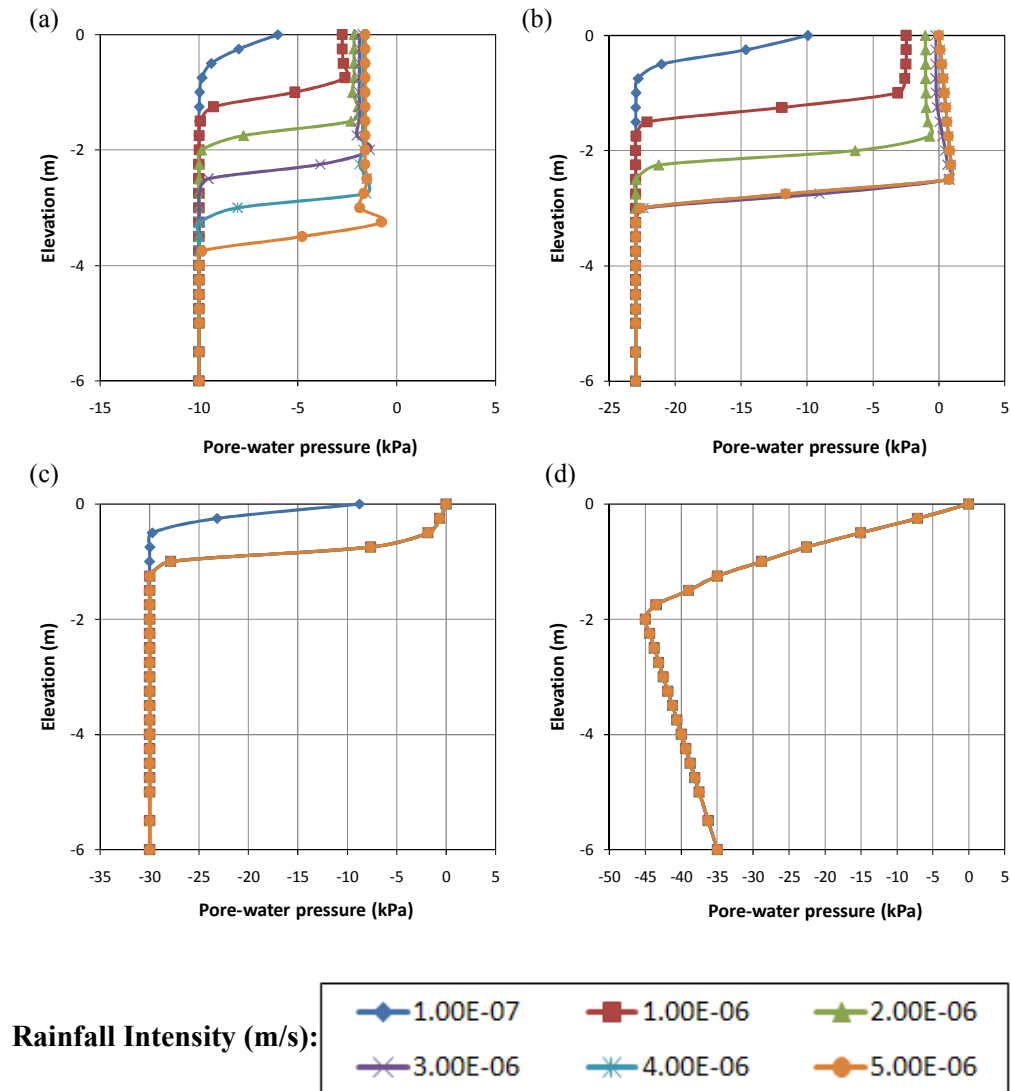 (a)
0
-2
-4
-6
-15 -10 -5 0 5
Elevation (m)
Pore-water pressure (kPa)
(b)
0
-2
-4
-6
-25 -20 -15 -10 -5 0 5
Elevation (m)
Pore-water pressure (kPa)
(c)
0
-2
-4
-6
-35 -30 -25 -20 -15 -10 -5 0 5
Elevation (m)
Pore-water pressure (kPa)
(d)
0
-2
-4
-6
-50 -45 -40 -35 -30 -25 -20 -15 -10 -5 0 5
Elevation (m)
Pore-water pressure (kPa)
Rainfall Intensity (m/s):
1.00E-07 1.00E-06 2.00E-06
3.00E-06 4.00E-06 5.00E-06